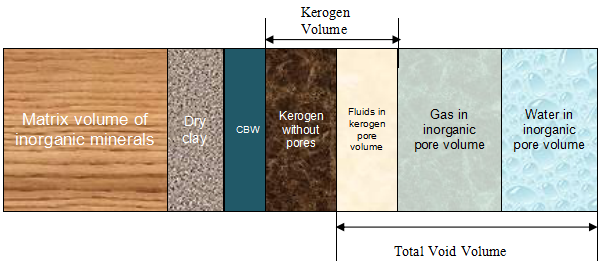 Kerogen
Volume
Matrix volume of
inorganic minerals
Dry
clay
CBW
Kerogen
without
pores
Fluids in
kerogen
pore
volume
Gas in
inorganic
pore volume
Water in
inorganic
pore volume
Total Void Volume